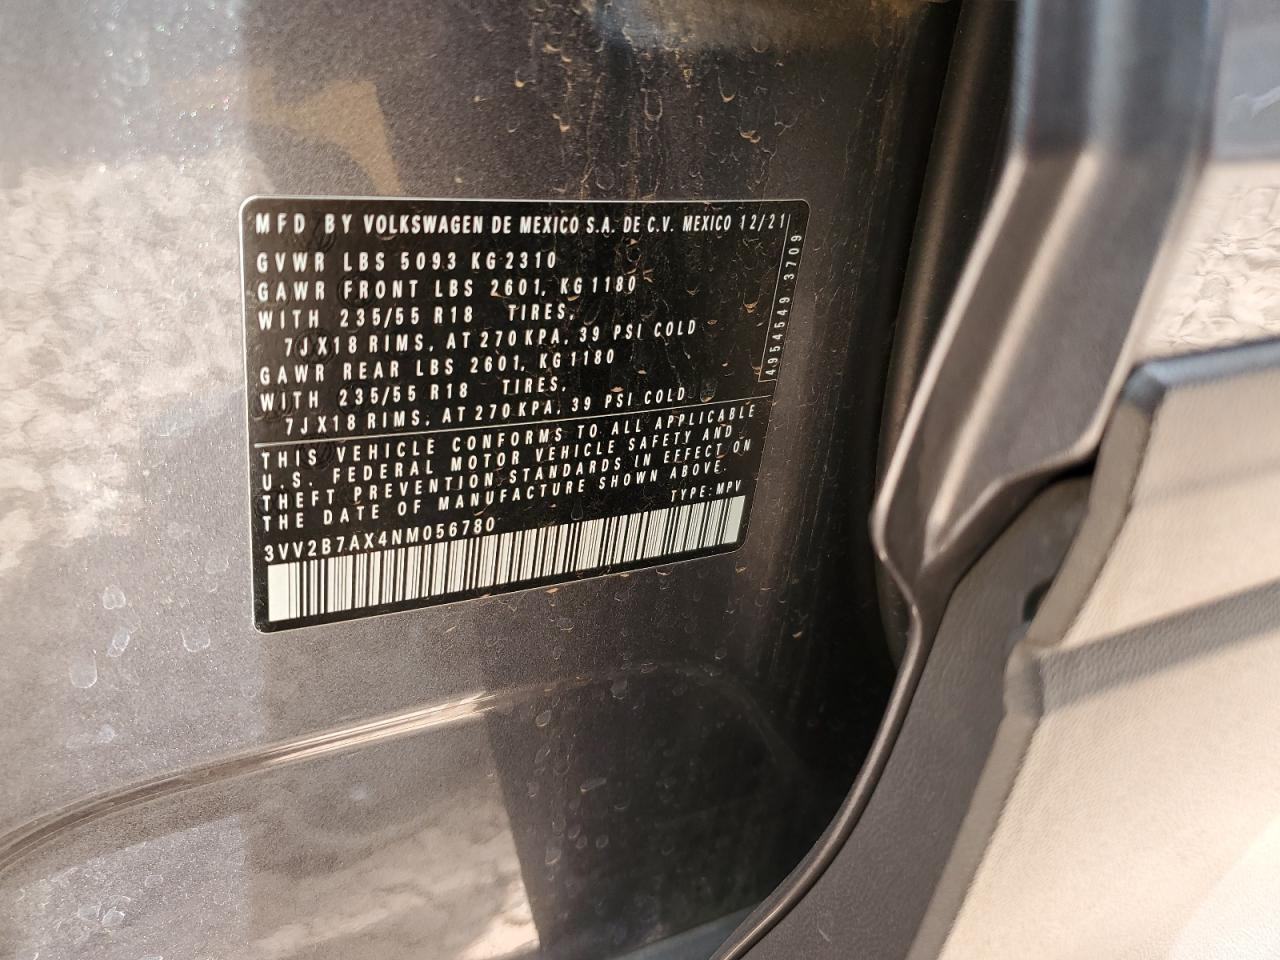 MFD BY VOLKSWAGEN DE MEXICO S.A. DE C.V. MEXICO 12/21
GVWR LBS 5093 KG 2310
GAWR FRONT LBS 2601, KG 1180
WITH 235/55 R18 TIRES,
7JX18 RIMS, AT 270 KPA, 39 PSI COLD
GAWR REAR LBS 2601, KG 1180
WITH 235/55 R18 TIRES,
7JX18 RIMS, AT 270 KPA, 39 PSI COLD
4954549 3709
THIS VEHICLE CONFORMS TO ALL APPLICABLE
U.S. FEDERAL MOTOR VEHICLE SAFETY AND
THEFT PREVENTION STANDARDS IN EFFECT ON
THE DATE OF MANUFACTURE SHOWN ABOVE.
TYPE: MPV
3VV2B7AX4NM056780